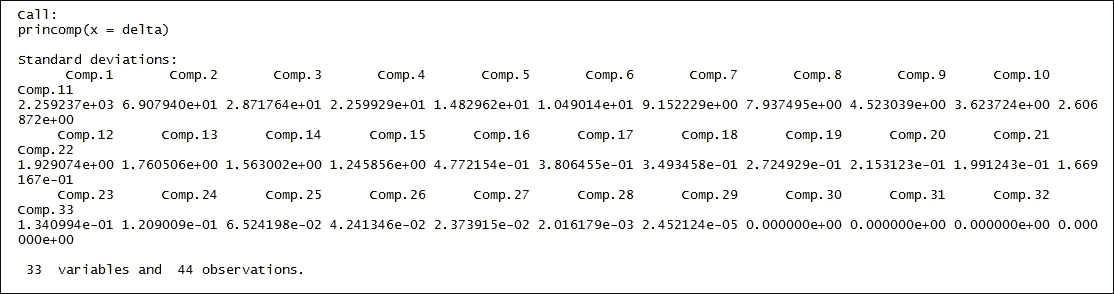 Call:
princomp(x = delta)
Standard deviations:
Comp.1 Comp.2 Comp.3 Comp.4 Comp.5 Comp.6 Comp.7 Comp.8 Comp.9 Comp.10
Comp.11
2.259237e+03 6.907940e+01 2.871764e+01 2.259929e+01 1.482962e+01 1.049014e+01 9.152229e+00 7.937495e+00 4.523039e+00 3.623724e+00 2.606
872e+00
Comp.12 Comp.13 Comp.14 Comp.15 Comp.16 Comp.17 Comp.18 Comp.19 Comp.20 Comp.21
Comp.22
1.929074e+00 1.760506e+00 1.563002e+00 1.245856e+00 4.772154e-01 3.806455e-01 3.493458e-01 2.724929e-01 2.153123e-01 1.991243e-01 1.669
167e-01
Comp.23 Comp.24 Comp.25 Comp.26 Comp.27 Comp.28 Comp.29 Comp.30 Comp.31 Comp.32
Comp.33
1.340994e-01 1.209009e-01 6.524198e-02 4.241346e-02 2.373915e-02 2.016179e-03 2.452124e-05 0.000000e+00 0.000000e+00 0.000000e+00 0.000
000e+00
33 variables and 44 observations.